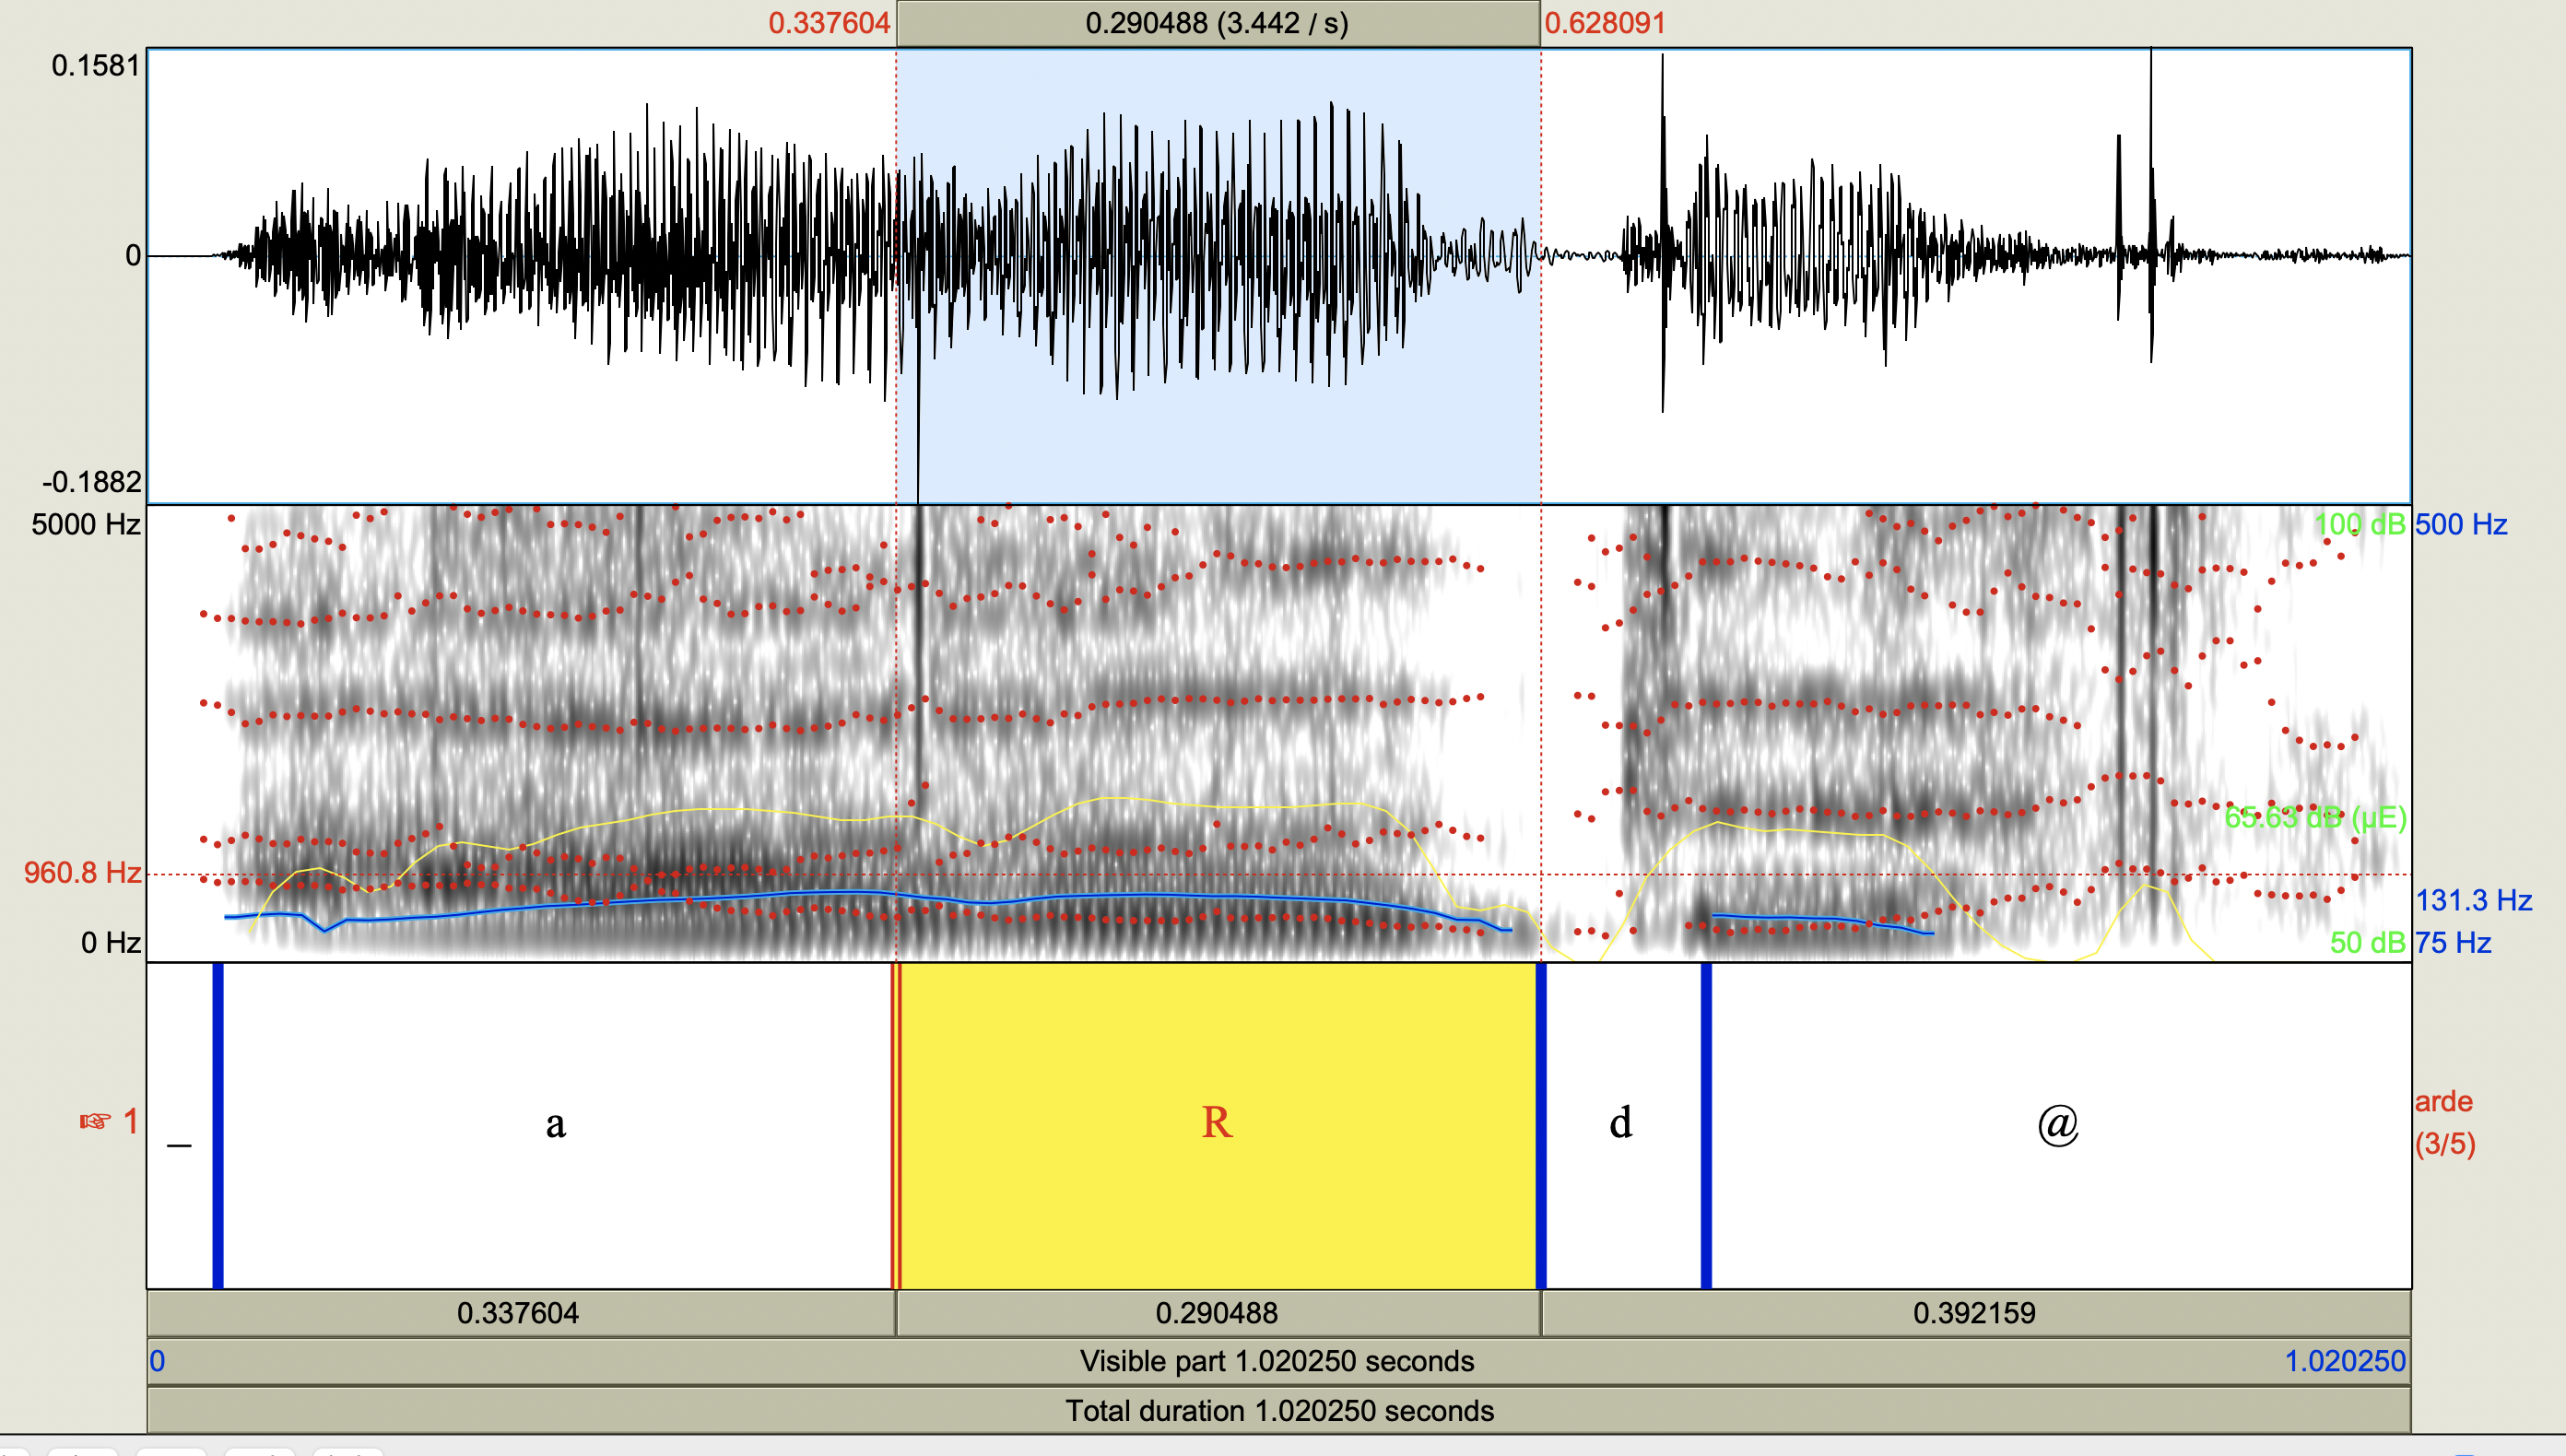 0.337604 0.290488 (3.442 / s) 0.628091
0.1581
0
-0.1882
5000 Hz 100 dB 500 Hz
65.63 dB (µE)
960.8 Hz
131.3 Hz
0 Hz 50 dB 75 Hz
☞ 1 _ a R d @ arde
(3/5)
0.337604 0.290488 0.392159
0 Visible part 1.020250 seconds 1.020250
Total duration 1.020250 seconds